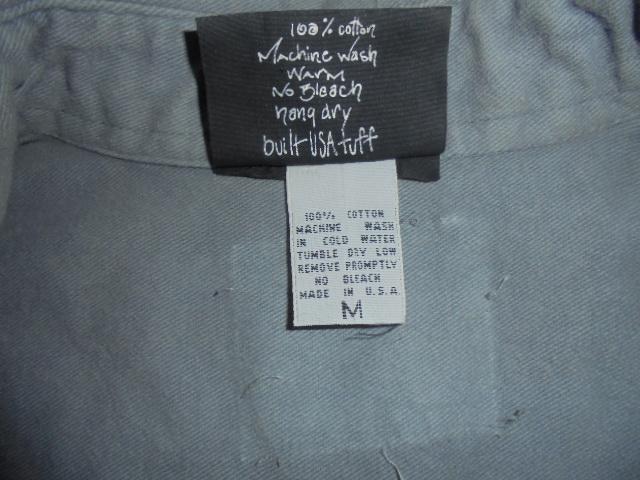 100% cotton
Machine wash
warm
No Bleach
hang dry
built USA tuff
100% COTTON
MACHINE WASH
IN COLD WATER
TUMBLE DRY LOW
REMOVE PROMPTLY
NO BLEACH
MADE IN U.S.A
M